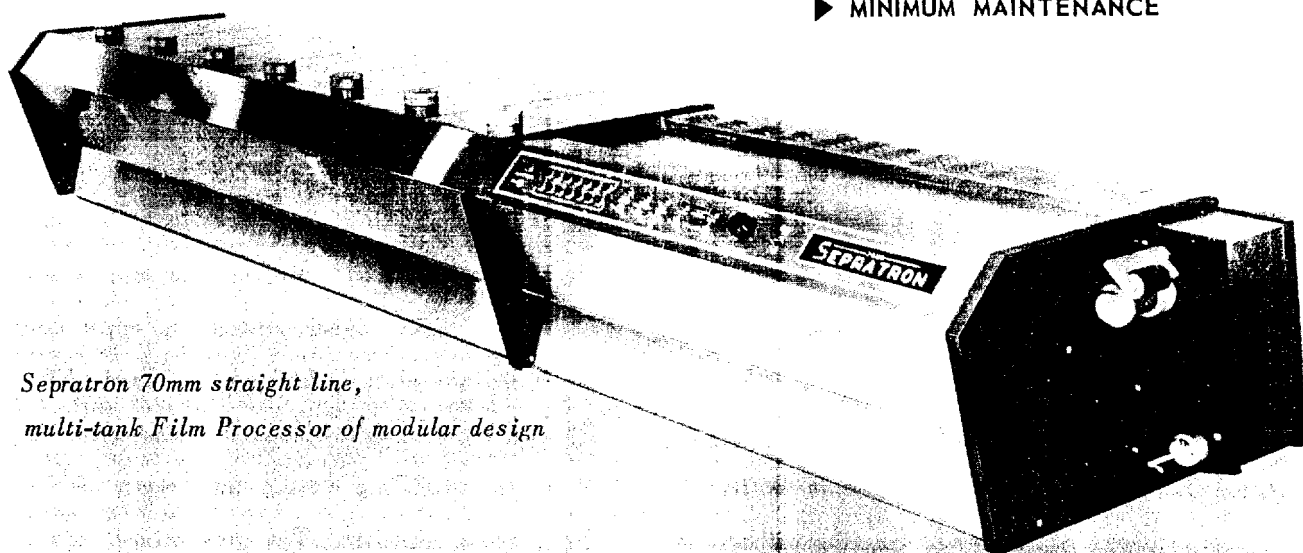 ▶ MINIMUM MAINTENANCE
SEPRATRON
Sepratron 70mm straight line,
multi-tank Film Processor of modular design